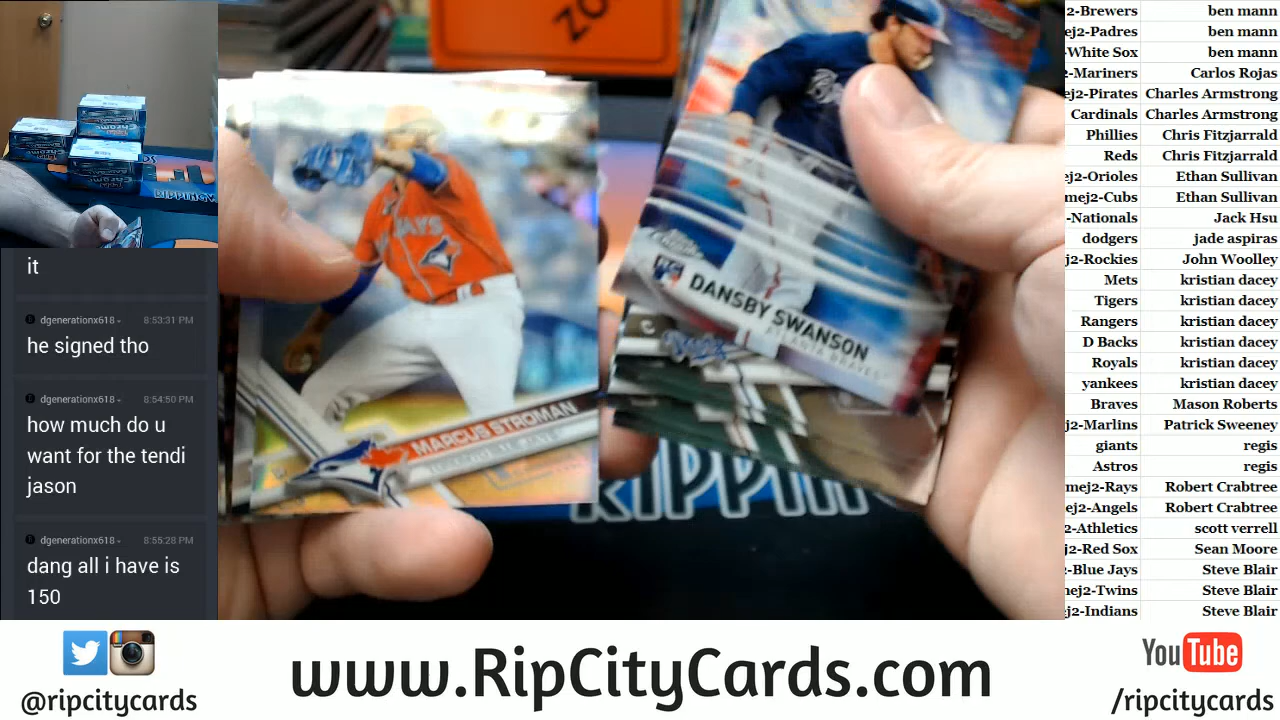 it
dgenerationx618
8:53:31 PM
he signed tho
dgenerationx618
8:54:50 PM
how much do u
want for the tendi
jason
dgenerationx618
8:55:28 PM
dang all i have is
150
ZO
JAYS
MARCUS STROMAN
DANSBY SWANSON
RIPPIN
2-Brewers ben mann
ej2-Padres ben mann
-White Sox ben mann
2-Mariners Carlos Rojas
ej2-Pirates Charles Armstrong
Cardinals Charles Armstrong
Phillies Chris Fitzjarrald
Reds Chris Fitzjarrald
ej2-Orioles Ethan Sullivan
mej2-Cubs Ethan Sullivan
-Nationals Jack Hsu
dodgers jade aspiras
ej2-Rockies John Woolley
Mets kristian dacey
Tigers kristian dacey
Rangers kristian dacey
D Backs kristian dacey
Royals kristian dacey
yankees kristian dacey
Braves Mason Roberts
j2-Marlins Patrick Sweeney
giants regis
Astros regis
mej2-Rays Robert Crabtree
ej2-Angels Robert Crabtree
2-Athletics scott verrell
j2-Red Sox Sean Moore
2-Blue Jays Steve Blair
nej2-Twins Steve Blair
ej2-Indians Steve Blair
@ripcitycards
www.RipCityCards.com
YouTube
/ripcitycards